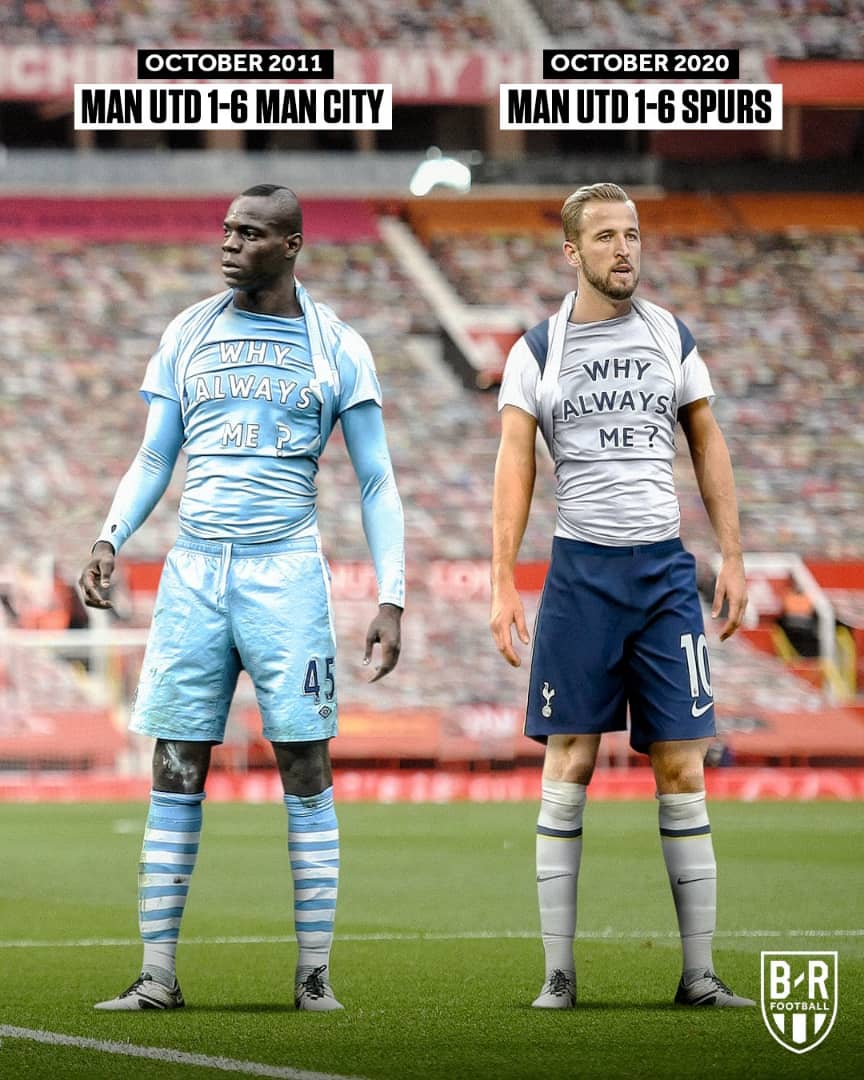 OCTOBER 2011
MAN UTD 1-6 MAN CITY
OCTOBER 2020
MAN UTD 1-6 SPURS
WHY
ALWAYS
ME?
WHY
ALWAYS
ME?
45
10
B/R
FOOTBALL